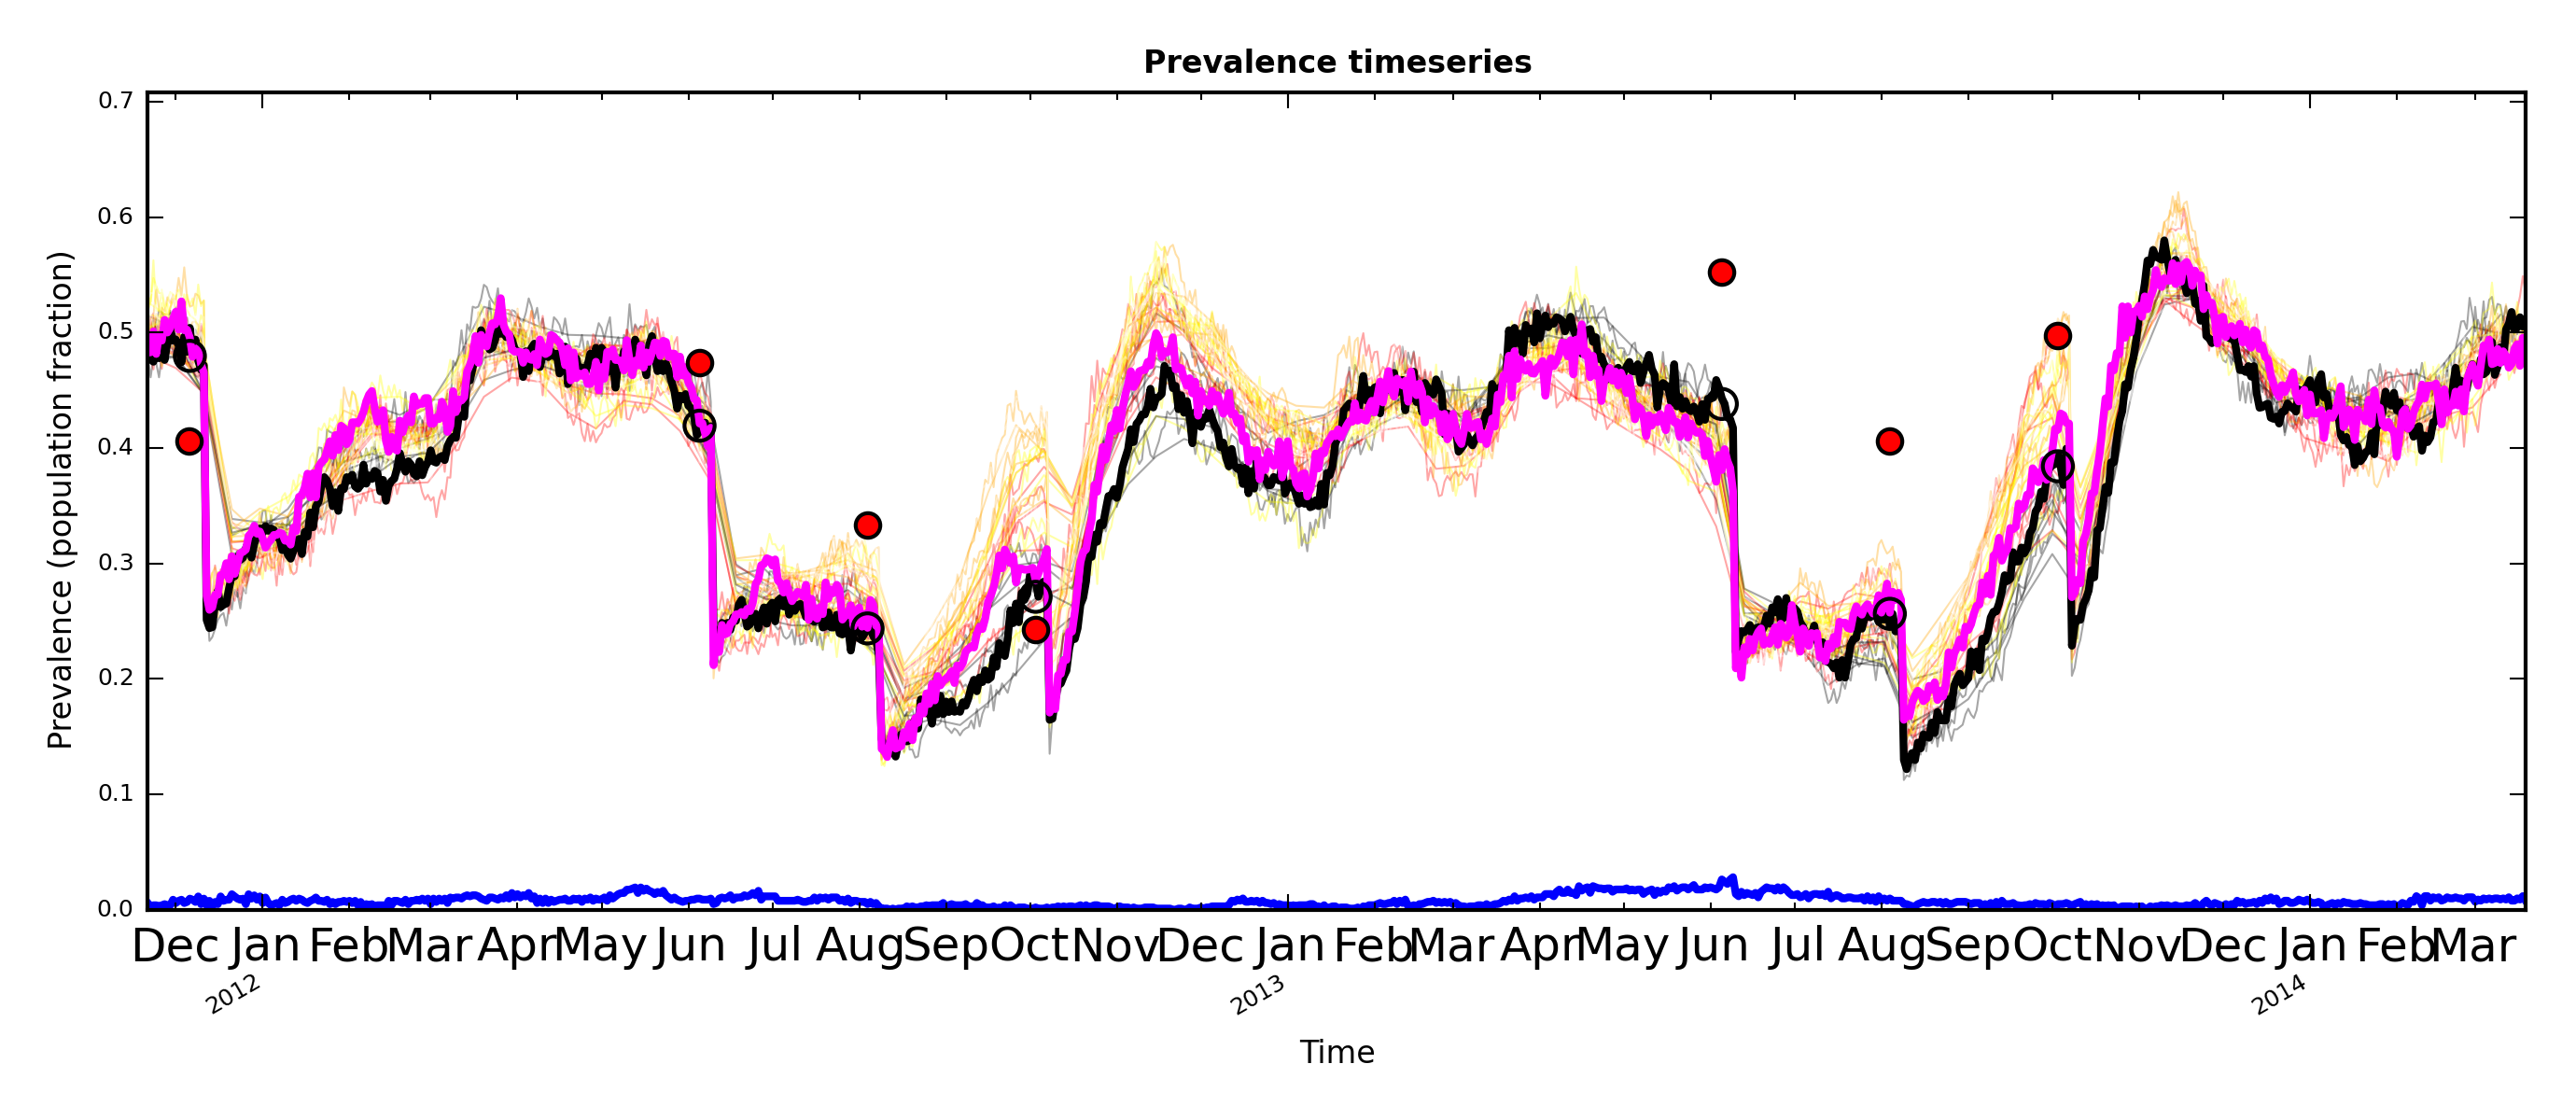 Prevalence timeseries
Prevalence (population fraction)
0.7
0.6
0.5
0.4
0.3
0.2
0.1
0.0
Dec Jan Feb Mar Apr May Jun Jul Aug Sep Oct Nov Dec Jan Feb Mar Apr May Jun Jul Aug Sep Oct Nov Dec Jan Feb Mar
2012 2013 2014
Time